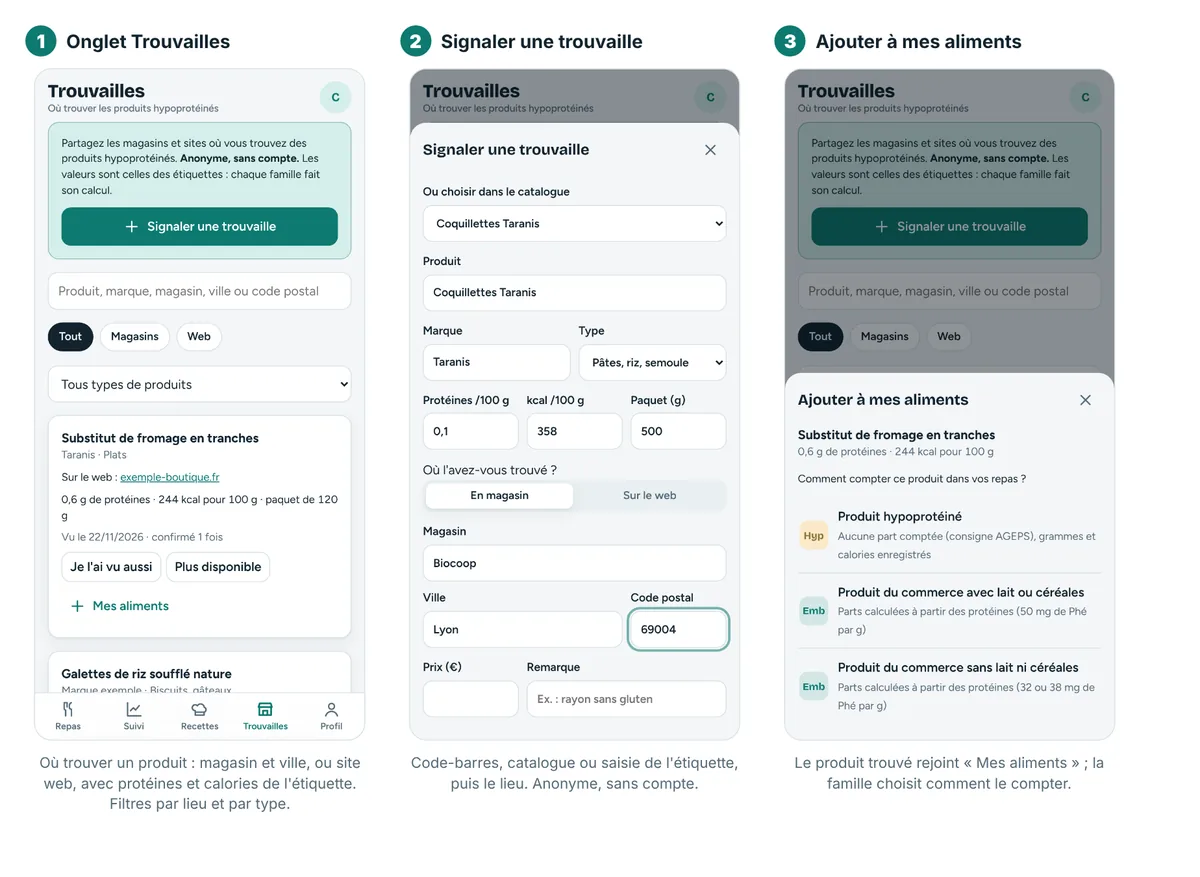 1 Onglet Trouvailles
Trouvailles
Où trouver les produits hypoprotéinés
C
Partagez les magasins et sites où vous trouvez des
produits hypoprotéinés. Anonyme, sans compte. Les
valeurs sont celles des étiquettes : chaque famille fait
son calcul.
+ Signaler une trouvaille
Produit, marque, magasin, ville ou code postal
Tout Magasins Web
Tous types de produits
Substitut de fromage en tranches
Taranis · Plats
Sur le web : exemple-boutique.fr
0,6 g de protéines · 244 kcal pour 100 g · paquet de 120
g
Vu le 22/11/2026 · confirmé 1 fois
Je l'ai vu aussi Plus disponible
+ Mes aliments
Galettes de riz soufflé nature
Marque exemple · Biscuits, gâteaux
Repas Suivi Recettes Trouvailles Profil
Où trouver un produit : magasin et ville, ou site
web, avec protéines et calories de l'étiquette.
Filtres par lieu et par type.
2 Signaler une trouvaille
Trouvailles
Où trouver les produits hypoprotéinés
C
Signaler une trouvaille
Ou choisir dans le catalogue
Coquillettes Taranis
Produit
Coquillettes Taranis
Marque Type
Taranis Pâtes, riz, semoule
Protéines /100 g kcal /100 g Paquet (g)
0,1 358 500
Où l'avez-vous trouvé ?
En magasin Sur le web
Magasin
Biocoop
Ville Code postal
Lyon 69004
Prix (€) Remarque
Ex. : rayon sans gluten
Code-barres, catalogue ou saisie de l'étiquette,
puis le lieu. Anonyme, sans compte.
3 Ajouter à mes aliments
Trouvailles
Où trouver les produits hypoprotéinés
C
Partagez les magasins et sites où vous trouvez des
produits hypoprotéinés. Anonyme, sans compte. Les
valeurs sont celles des étiquettes : chaque famille fait
son calcul.
+ Signaler une trouvaille
Produit, marque, magasin, ville ou code postal
Tout Magasins Web
Ajouter à mes aliments
Substitut de fromage en tranches
0,6 g de protéines · 244 kcal pour 100 g
Comment compter ce produit dans vos repas ?
Hyp Produit hypoprotéiné
Aucune part comptée (consigne AGEPS), grammes et
calories enregistrés
Emb Produit du commerce avec lait ou céréales
Parts calculées à partir des protéines (50 mg de Phé
par g)
Emb Produit du commerce sans lait ni céréales
Parts calculées à partir des protéines (32 ou 38 mg de
Phé par g)
Le produit trouvé rejoint « Mes aliments » ; la
famille choisit comment le compter.